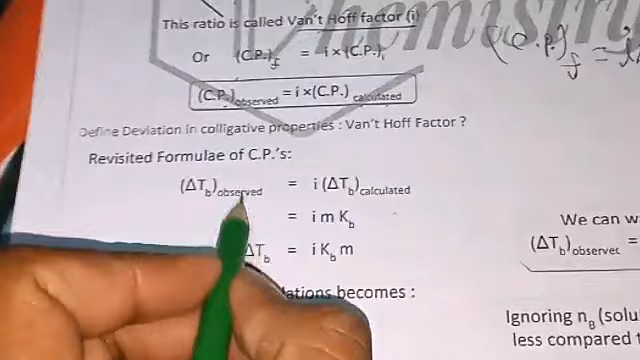 This ratio is called Van't Hoff factor (i)
Or (C.P.)f = i×(C.P.)i
(C.P.)f = i
(C.P.)observed = i×(C.P.) calculated
Define Deviation in colligative properties : Van't Hoff Factor ?
Revisited Formulae of C.P.'s:
(ΔTb)observed = i (ΔTb)calculated
= i m Kb
ΔTb = i Kb m
lations becomes :
We can w
(ΔTb)observed =
Ignoring nB (solu
less compared t